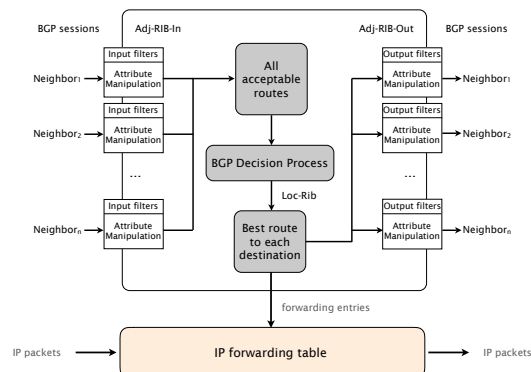 BGP sessions
Adj-RIB-In
Adj-RIB-Out
BGP sessions
Neighbor1
Input filters
Attribute
Manipulation
All
acceptable
routes
Output filters
Attribute
Manipulation
Neighbor1
Neighbor2
Input filters
Attribute
Manipulation
Output filters
Attribute
Manipulation
Neighbor2
...
BGP Decision Process
...
Loc-Rib
Neighborn
Input filters
Attribute
Manipulation
Best route
to each
destination
Output filters
Attribute
Manipulation
Neighborn
forwarding entries
IP packets
IP forwarding table
IP packets